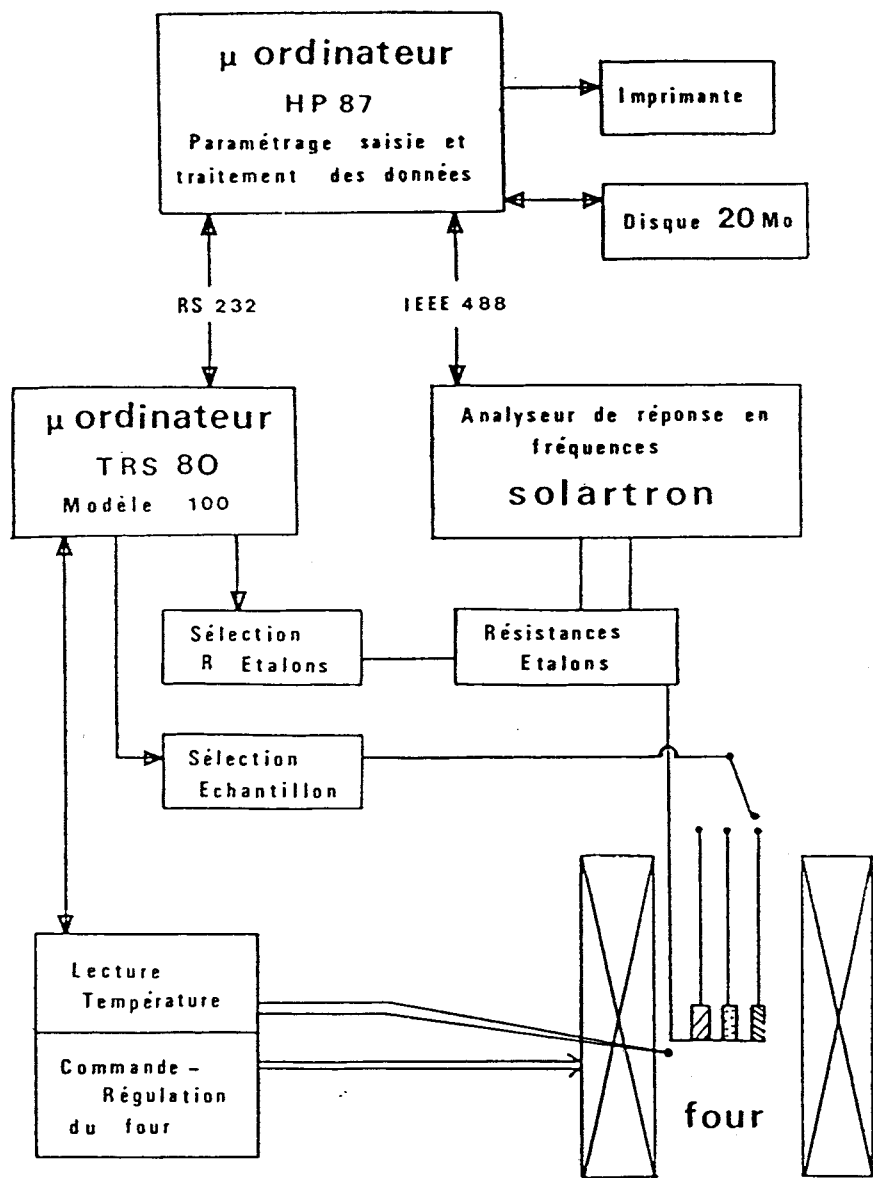 µ ordinateur
HP 87
Paramétrage saisie et
traitement des données
Imprimante
Disque 20 Mo
RS 232
IEEE 488
µ ordinateur
TRS 80
Modèle 100
Analyseur de réponse en
fréquences
solartron
Sélection
R Etalons
Résistances
Etalons
Sélection
Echantillon
Lecture
Température
Commande -
Régulation
du four
four